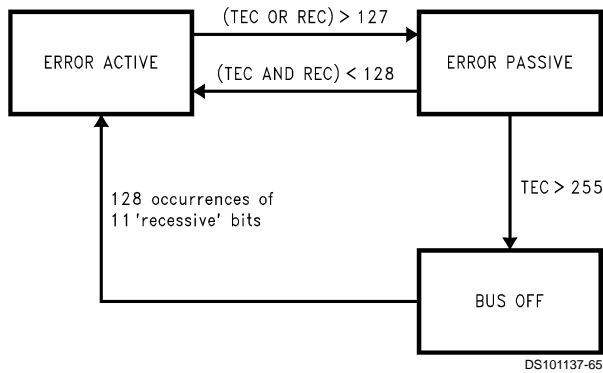 (TEC OR REC) > 127
ERROR ACTIVE
ERROR PASSIVE
(TEC AND REC) < 128
TEC > 255
128 occurrences of
11 'recessive' bits
BUS OFF
DS101137-65